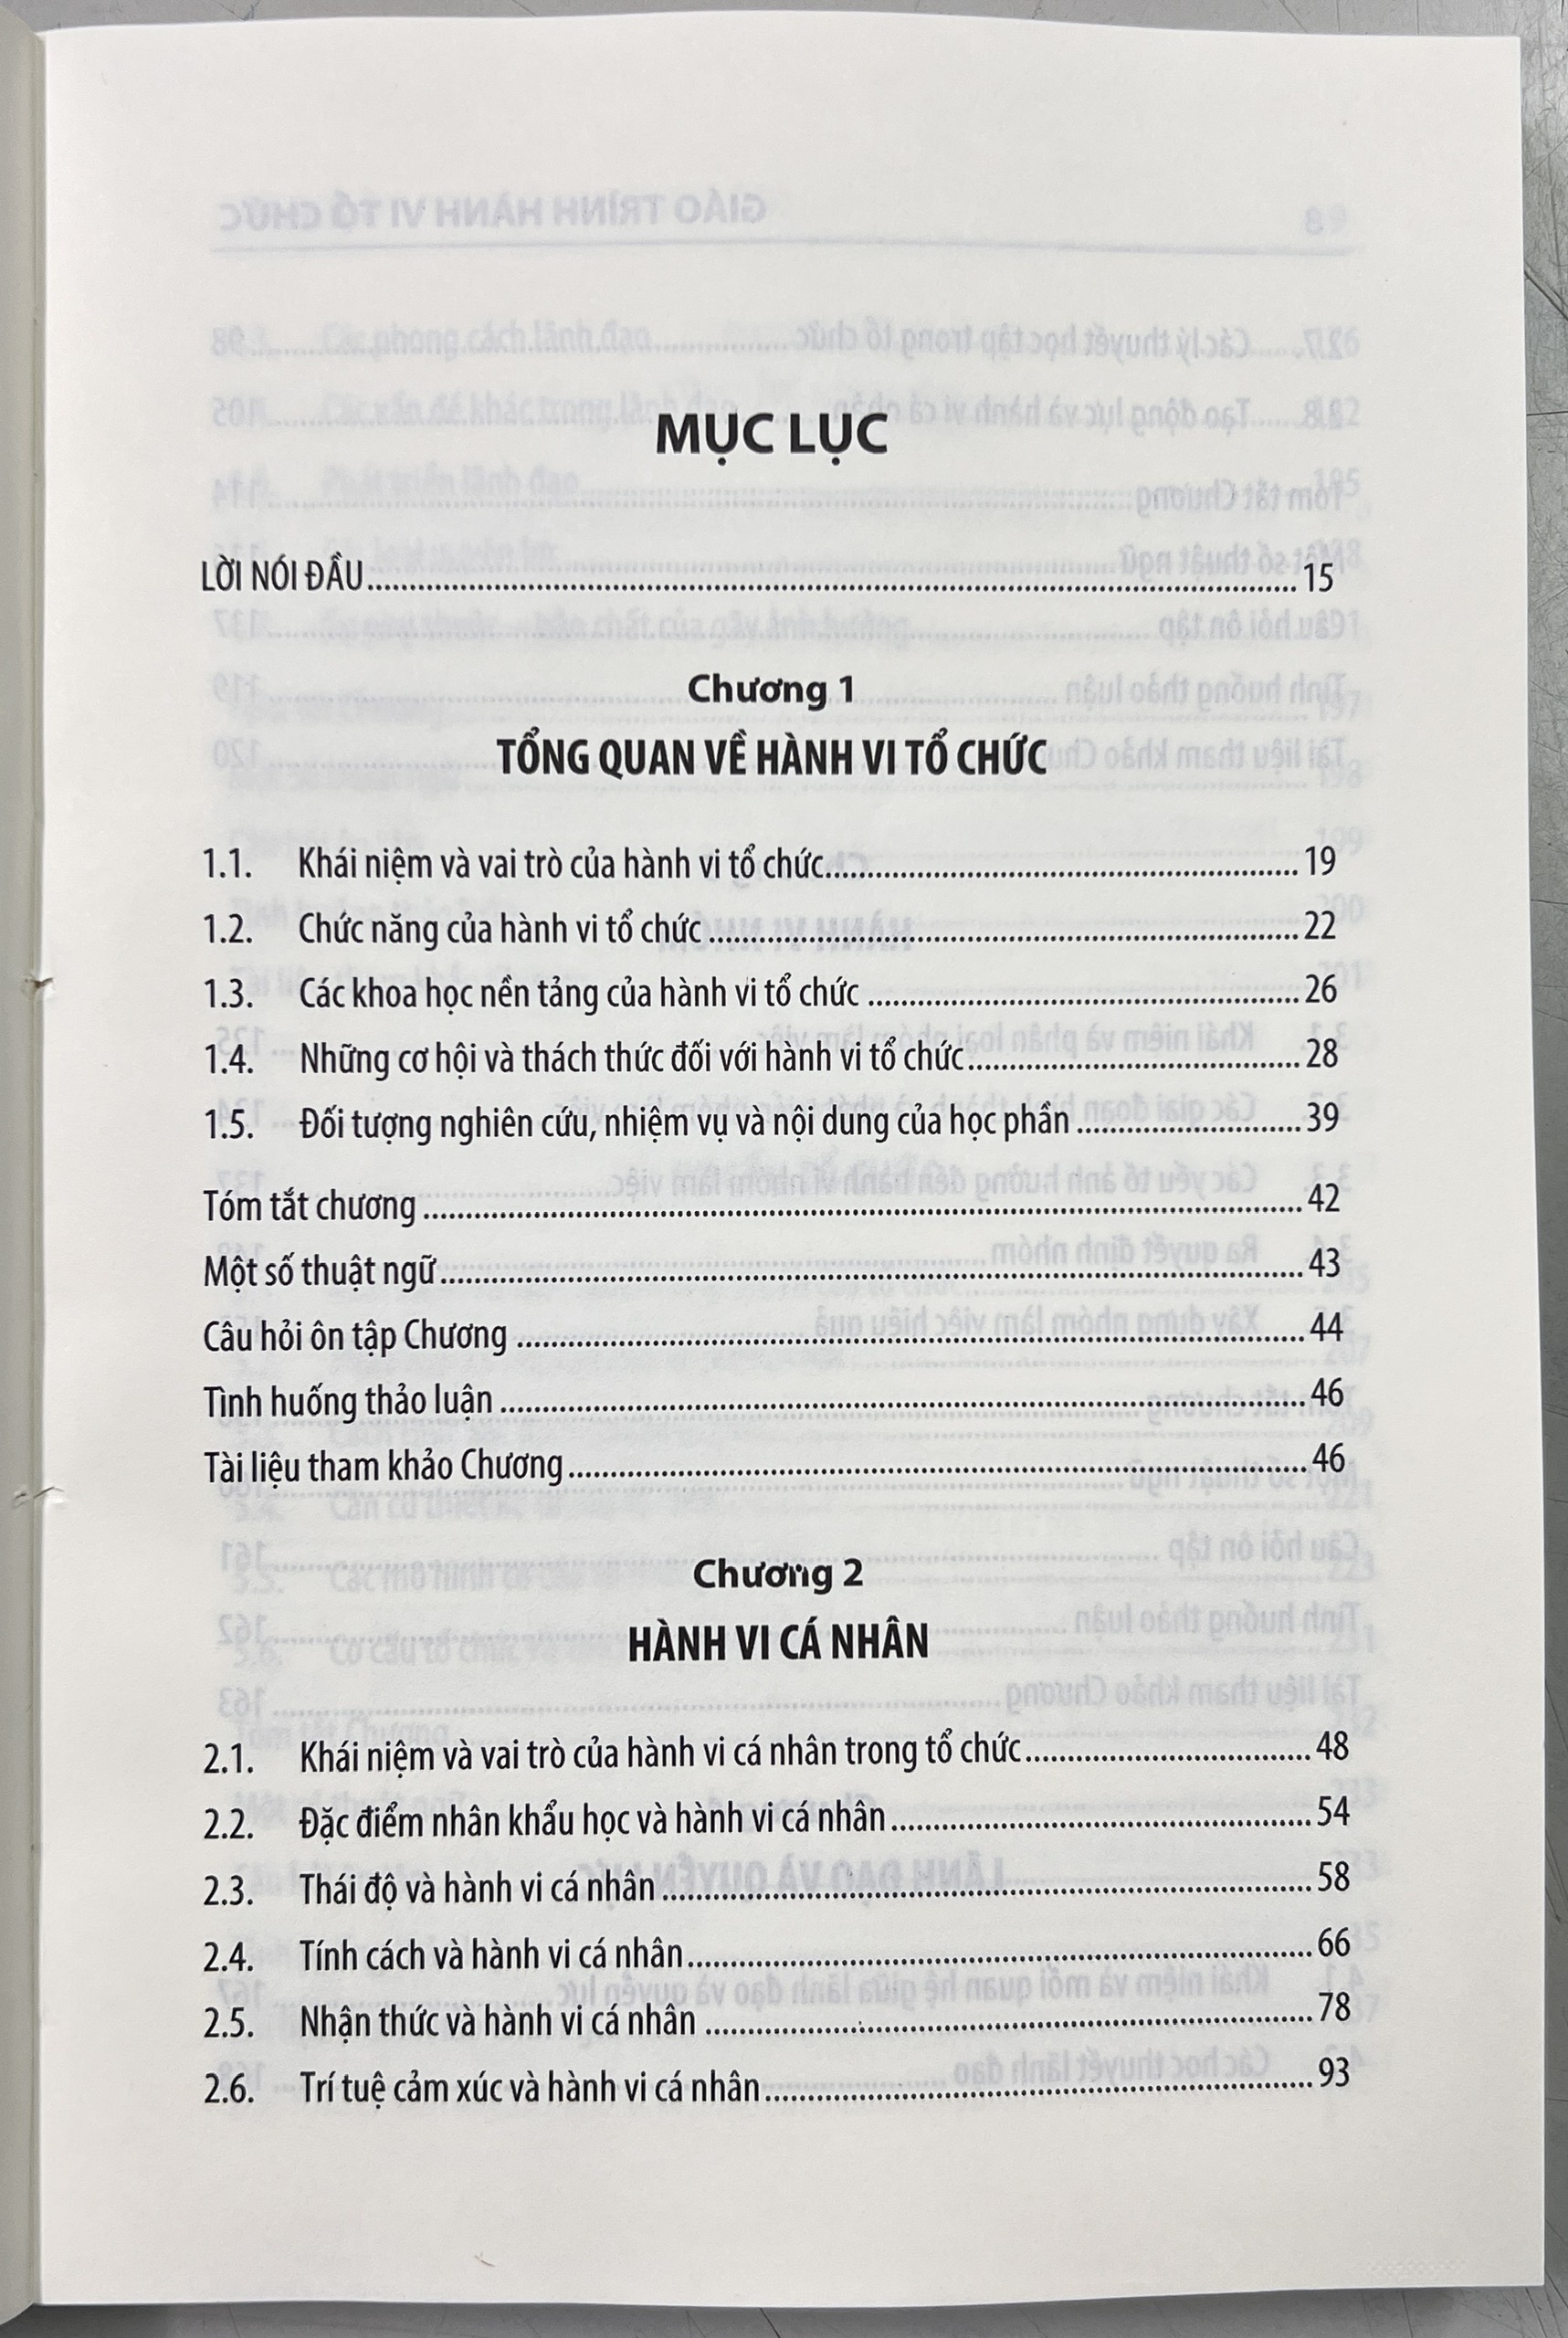 MỤC LỤC
LỜI NÓI ĐẦU........................................15
Chương 1
TỔNG QUAN VỀ HÀNH VI TỔ CHỨC
1.1. Khái niệm và vai trò của hành vi tổ chức........................................19
1.2. Chức năng của hành vi tổ chức ........................................22
1.3. Các khoa học nền tảng của hành vi tổ chức ........................................26
1.4. Những cơ hội và thách thức đối với hành vi tổ chức........................................28
1.5. Đối tượng nghiên cứu, nhiệm vụ và nội dung của học phần ........................................39
Tóm tắt chương ........................................42
Một số thuật ngữ........................................43
Câu hỏi ôn tập Chương ........................................44
Tình huống thảo luận ........................................46
Tài liệu tham khảo Chương........................................46
Chương 2
HÀNH VI CÁ NHÂN
2.1. Khái niệm và vai trò của hành vi cá nhân trong tổ chức........................................48
2.2. Đặc điểm nhân khẩu học và hành vi cá nhân........................................54
2.3. Thái độ và hành vi cá nhân........................................58
2.4. Tính cách và hành vi cá nhân........................................66
2.5. Nhận thức và hành vi cá nhân ........................................78
2.6. Trí tuệ cảm xúc và hành vi cá nhân........................................93